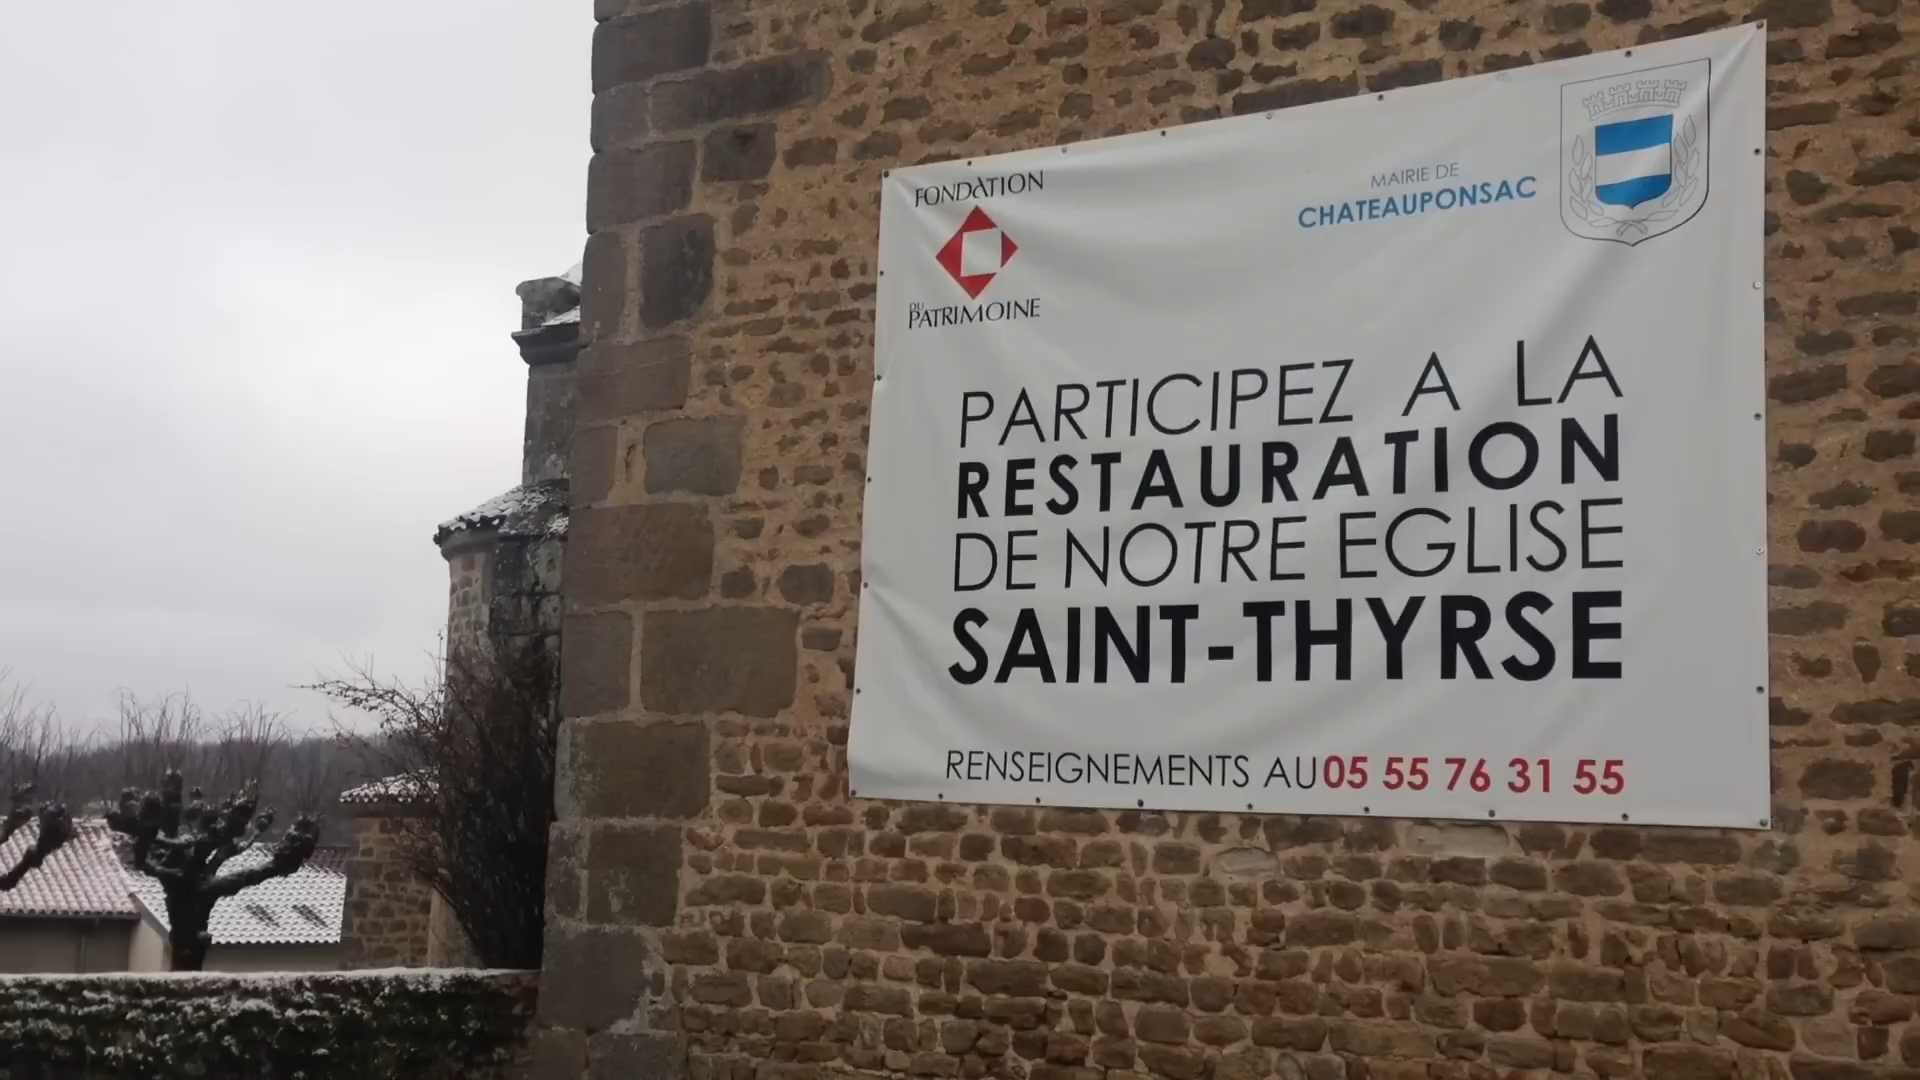 FONDATION
DU PATRIMOINE
MAIRIE DE
CHATEAUPONSAC
PARTICIPEZ A LA
RESTAURATION
DE NOTRE EGLISE
SAINT-THYRSE
RENSEIGNEMENTS AU 05 55 76 31 55